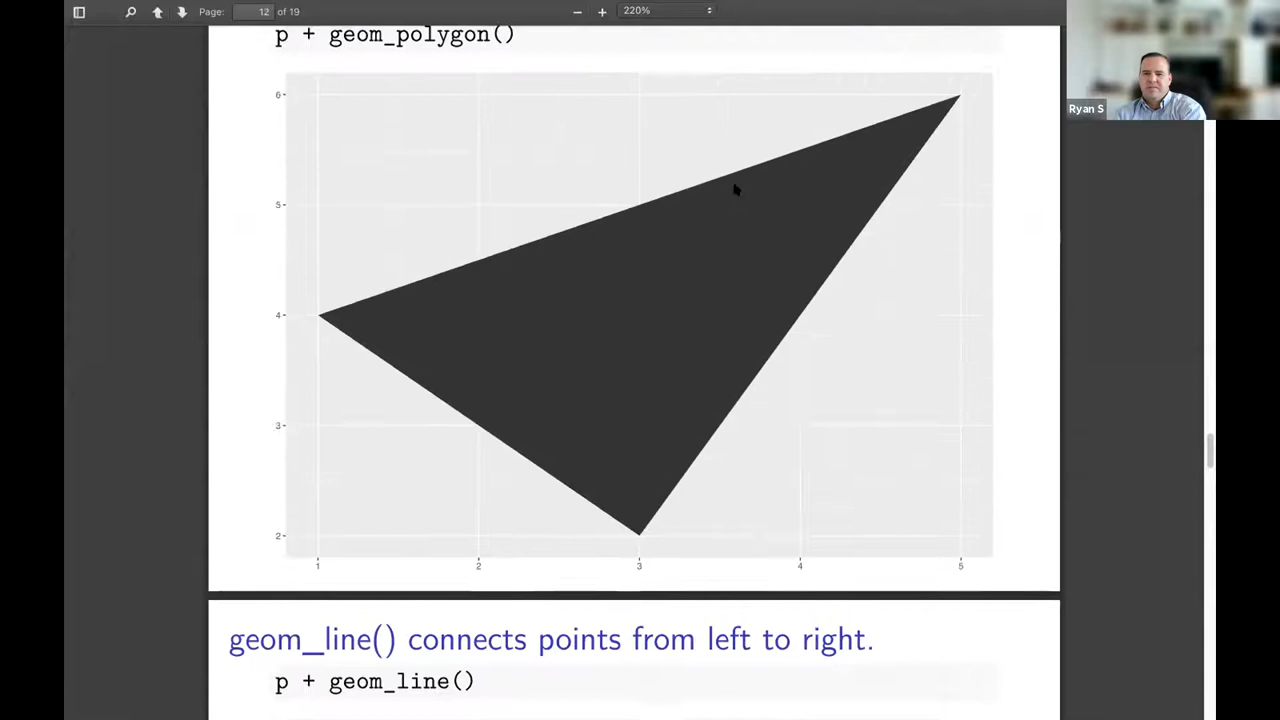 Page: 12 of 19
220%
Ryan S
p + geom_polygon()
6
5
4
3
2
1 2 3 4 5
geom_line() connects points from left to right.
p + geom_line()